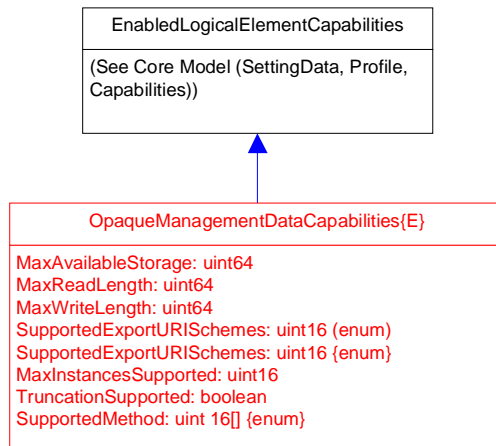 EnabledLogicalElementCapabilities
(See Core Model (SettingData, Profile,
Capabilities))
OpaqueManagementDataCapabilities{E}
MaxAvailableStorage: uint64
MaxReadLength: uint64
MaxWriteLength: uint64
SupportedExportURISchemes: uint16 (enum)
SupportedExportURISchemes: uint16 {enum}
MaxInstancesSupported: uint16
TruncationSupported: boolean
SupportedMethod: uint 16[] {enum}